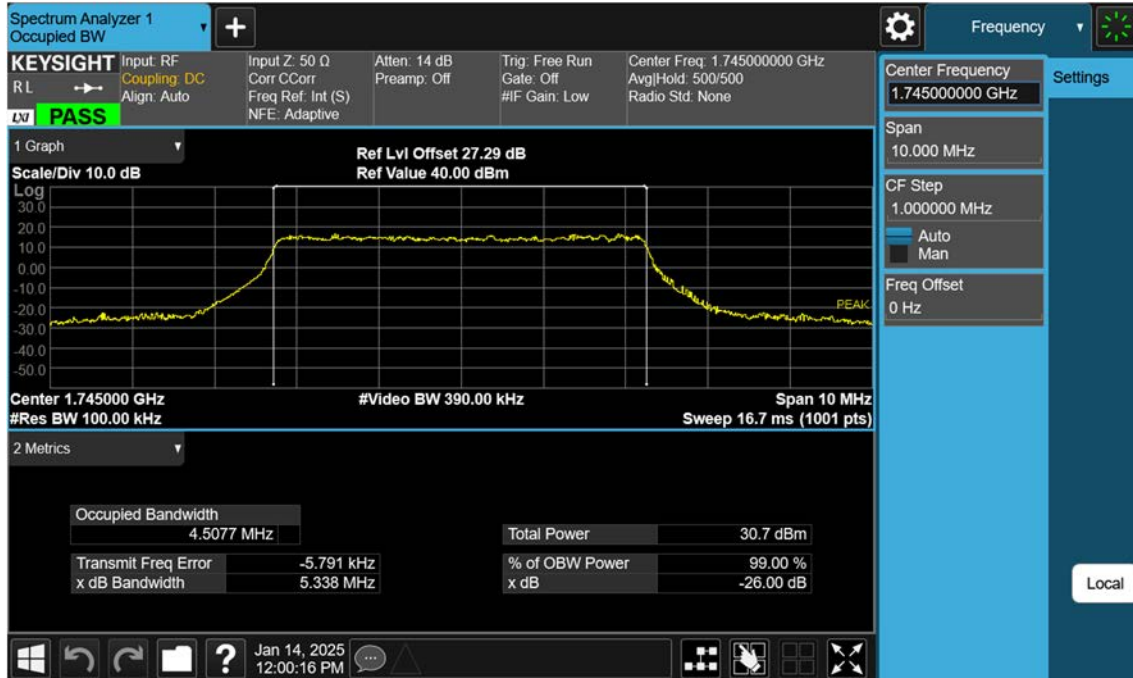 Spectrum Analyzer 1
Occupied BW
Frequency
KEYSIGHT
R L
LXI
PASS
Input: RF
Coupling: DC
Align: Auto
Input Z: 50 Ω
Corr CCorr
Freq Ref: Int (S)
NFE: Adaptive
Atten: 14 dB
Preamp: Off
Trig: Free Run
Gate: Off
#IF Gain: Low
Center Freq: 1.745000000 GHz
Avg|Hold: 500/500
Radio Std: None
Center Frequency
1.745000000 GHz
Settings
Span
10.000 MHz
CF Step
1.000000 MHz
Auto
Man
Freq Offset
0 Hz
Local
1 Graph
Scale/Div 10.0 dB
Ref Lvl Offset 27.29 dB
Ref Value 40.00 dBm
Log
30.0
20.0
10.0
0.00
-10.0
-20.0
-30.0
-40.0
-50.0
PEAK
Center 1.745000 GHz
#Video BW 390.00 kHz
Span 10 MHz
#Res BW 100.00 kHz
Sweep 16.7 ms (1001 pts)
2 Metrics
Occupied Bandwidth
4.5077 MHz
Total Power 30.7 dBm
Transmit Freq Error -5.791 kHz
% of OBW Power 99.00 %
x dB Bandwidth 5.338 MHz
x dB -26.00 dB
?
Jan 14, 2025
12:00:16 PM